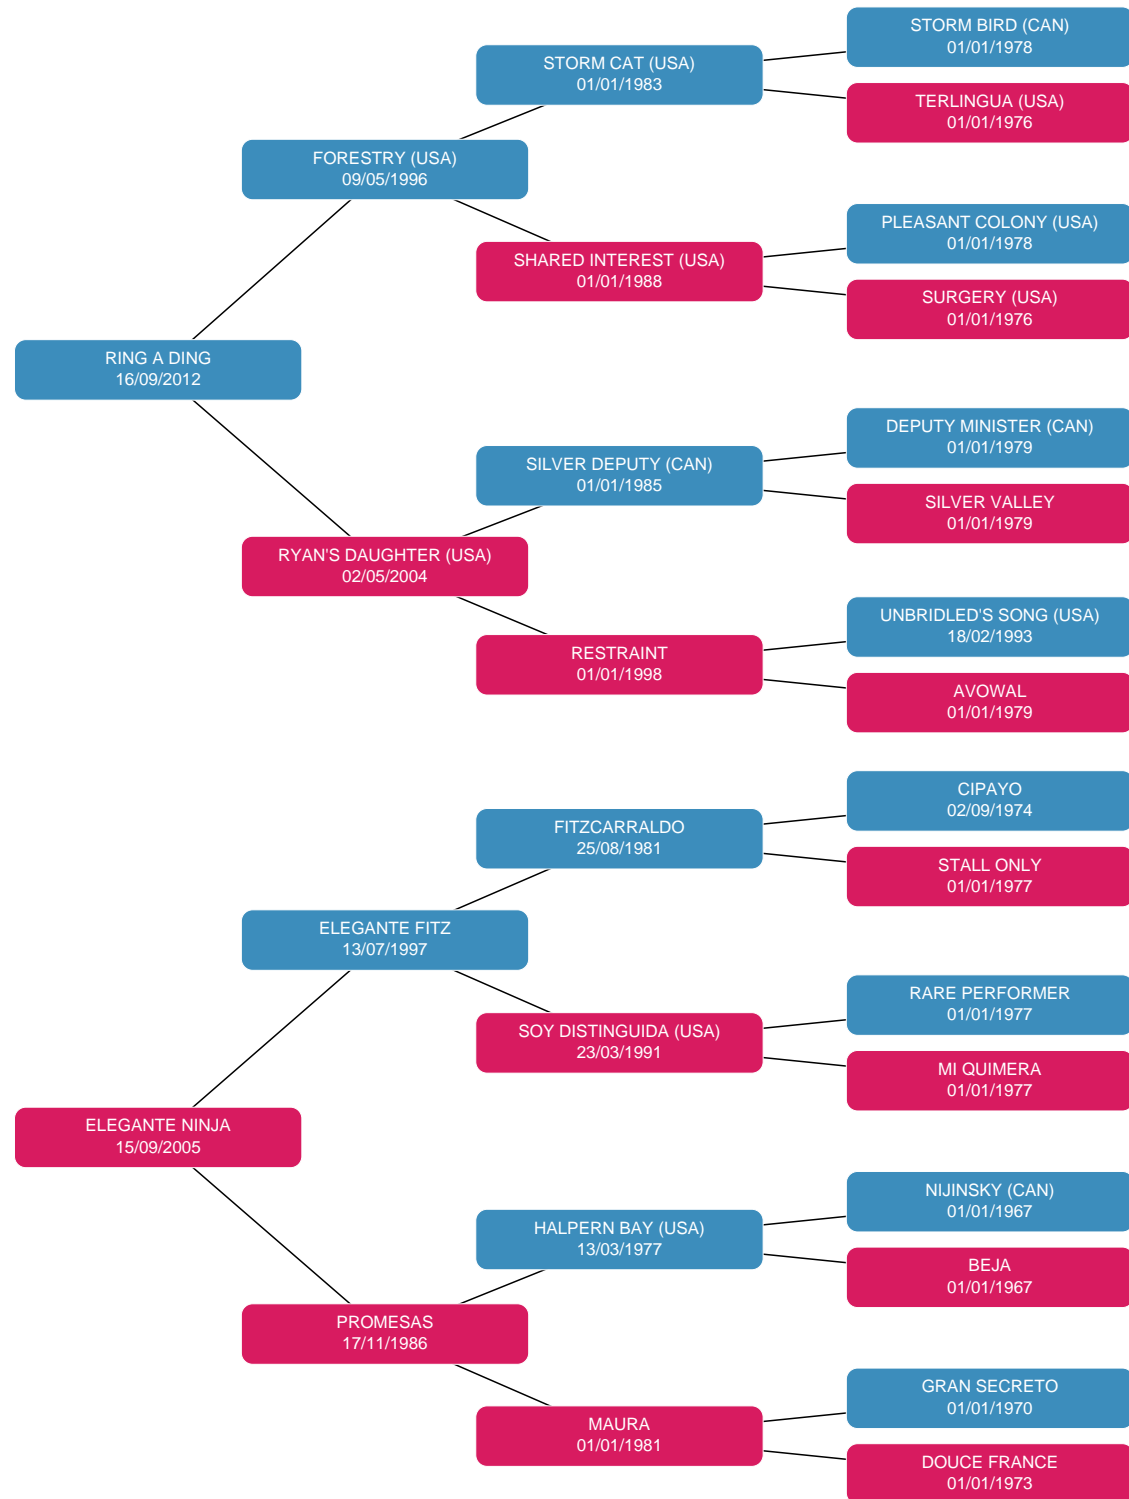 STORM BIRD (CAN)
01/01/1978
STORM CAT (USA)
01/01/1983
TERLINGUA (USA)
01/01/1976
FORESTRY (USA)
09/05/1996
PLEASANT COLONY (USA)
01/01/1978
SHARED INTEREST (USA)
01/01/1988
SURGERY (USA)
01/01/1976
RING A DING
16/09/2012
DEPUTY MINISTER (CAN)
01/01/1979
SILVER DEPUTY (CAN)
01/01/1985
SILVER VALLEY
01/01/1979
RYAN'S DAUGHTER (USA)
02/05/2004
UNBRIDLED'S SONG (USA)
18/02/1993
RESTRAINT
01/01/1998
AVOWAL
01/01/1979
CIPAYO
02/09/1974
FITZCARRALDO
25/08/1981
STALL ONLY
01/01/1977
ELEGANTE FITZ
13/07/1997
RARE PERFORMER
01/01/1977
SOY DISTINGUIDA (USA)
23/03/1991
MI QUIMERA
01/01/1977
ELEGANTE NINJA
15/09/2005
NIJINSKY (CAN)
01/01/1967
HALPERN BAY (USA)
13/03/1977
BEJA
01/01/1967
PROMESAS
17/11/1986
GRAN SECRETO
01/01/1970
MAURA
01/01/1981
DOUCE FRANCE
01/01/1973